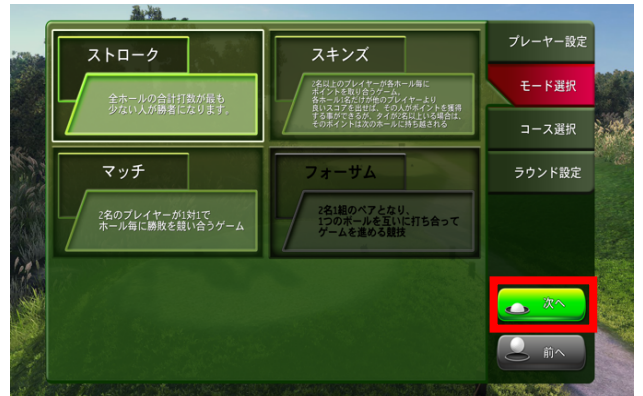 ストローク
全ホールの合計打数が最も
少ない人が勝者になります。
スキンズ
2名以上のプレイヤーが各ホール毎に
ポイントを取り合うゲーム。
各ホール1名だけが他のプレイヤーより
良いスコアを出せば、その人がポイントを獲得
する事ができるが、タイが2名以上いる場合は、
そのポイントは次のホールに持ち越される
マッチ
2名のプレイヤーが1対1で
ホール毎に勝敗を競い合うゲーム
フォーサム
2名1組のペアとなり、
1つのボールを互いに打ち合って
ゲームを進める競技
プレーヤー設定
モード選択
コース選択
ラウンド設定
次へ
前へ